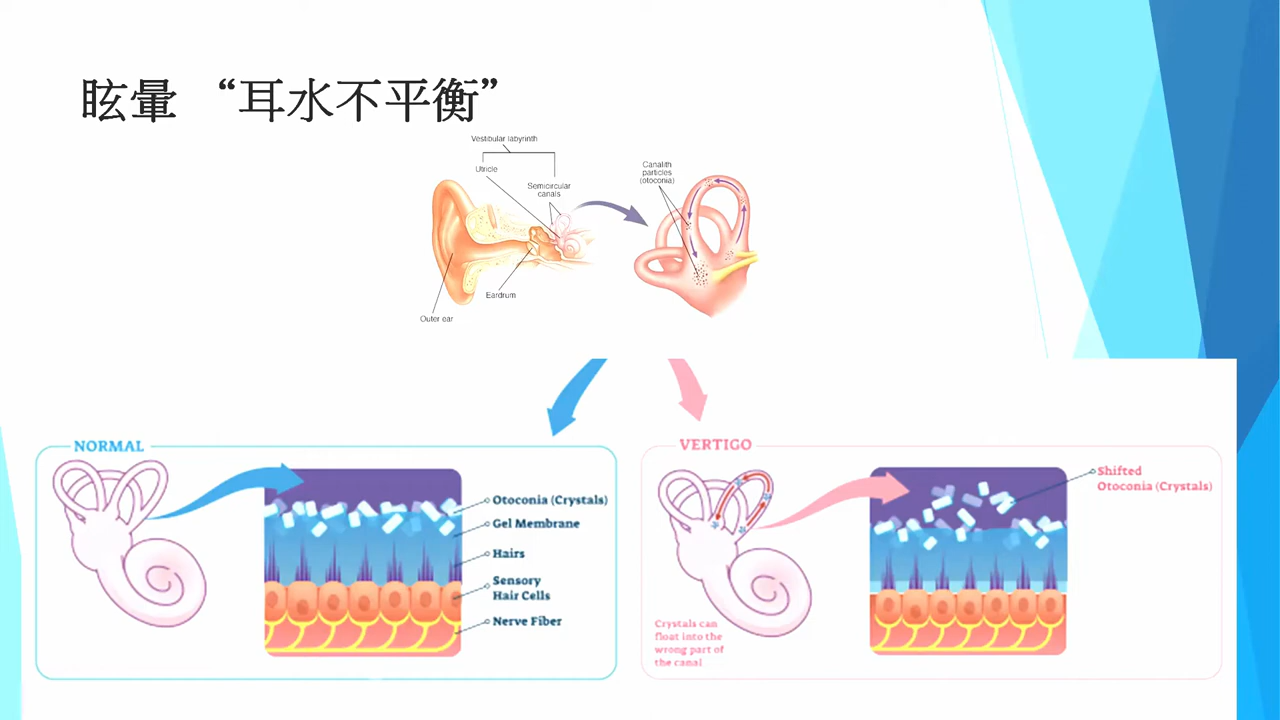 眩暈 “耳水不平衡”
Vestibular labyrinth
Utricle
Semicircular
canals
Canalith
particles
(otoconia)
Eardrum
Outer ear
NORMAL
Otoconia (Crystals)
Gel Membrane
Hairs
Sensory
Hair Cells
Nerve Fiber
VERTIGO
Shifted
Otoconia (Crystals)
Crystals can
float into the
wrong part of
the canal